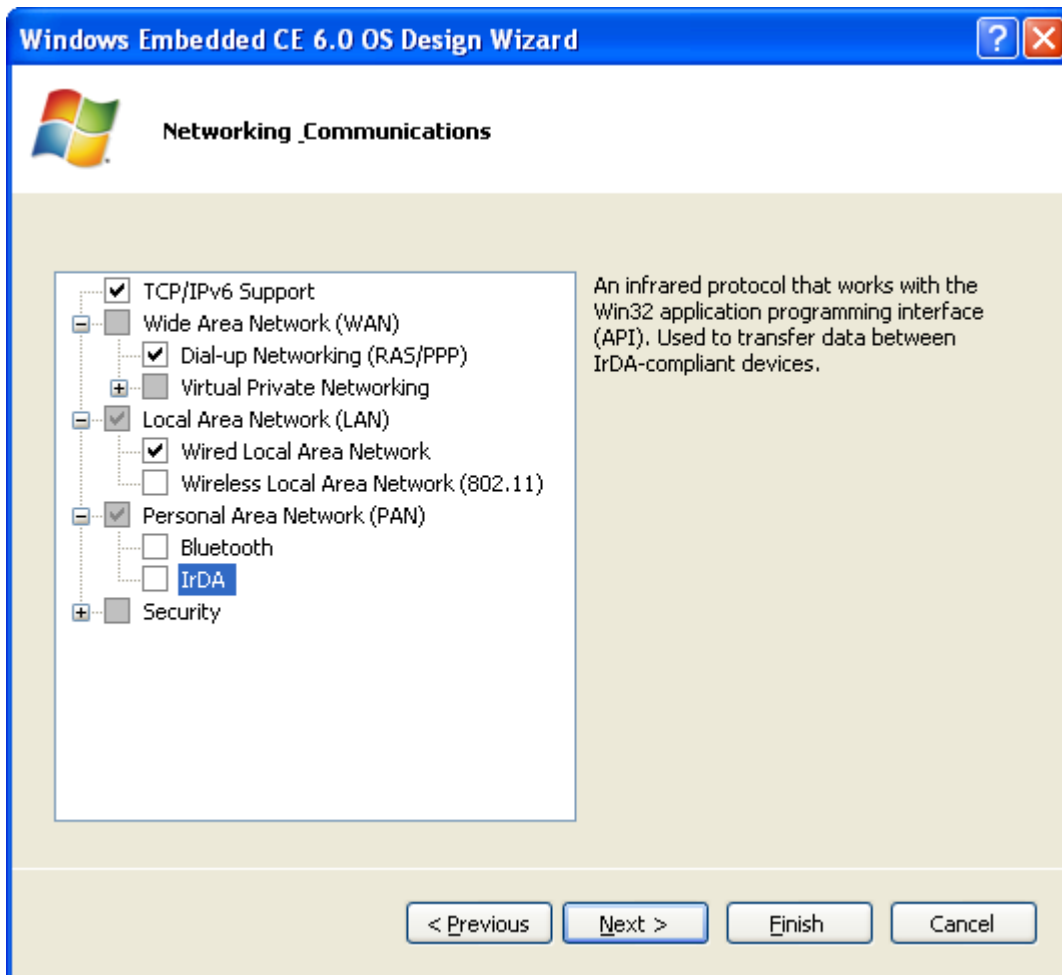 Windows Embedded CE 6.0 OS Design Wizard
Networking _Communications
TCP/IPv6 Support
Wide Area Network (WAN)
Dial-up Networking (RAS/PPP)
Virtual Private Networking
Local Area Network (LAN)
Wired Local Area Network
Wireless Local Area Network (802.11)
Personal Area Network (PAN)
Bluetooth
IrDA
Security
An infrared protocol that works with the
Win32 application programming interface
(API). Used to transfer data between
IrDA-compliant devices.
< Previous
Next >
Finish
Cancel